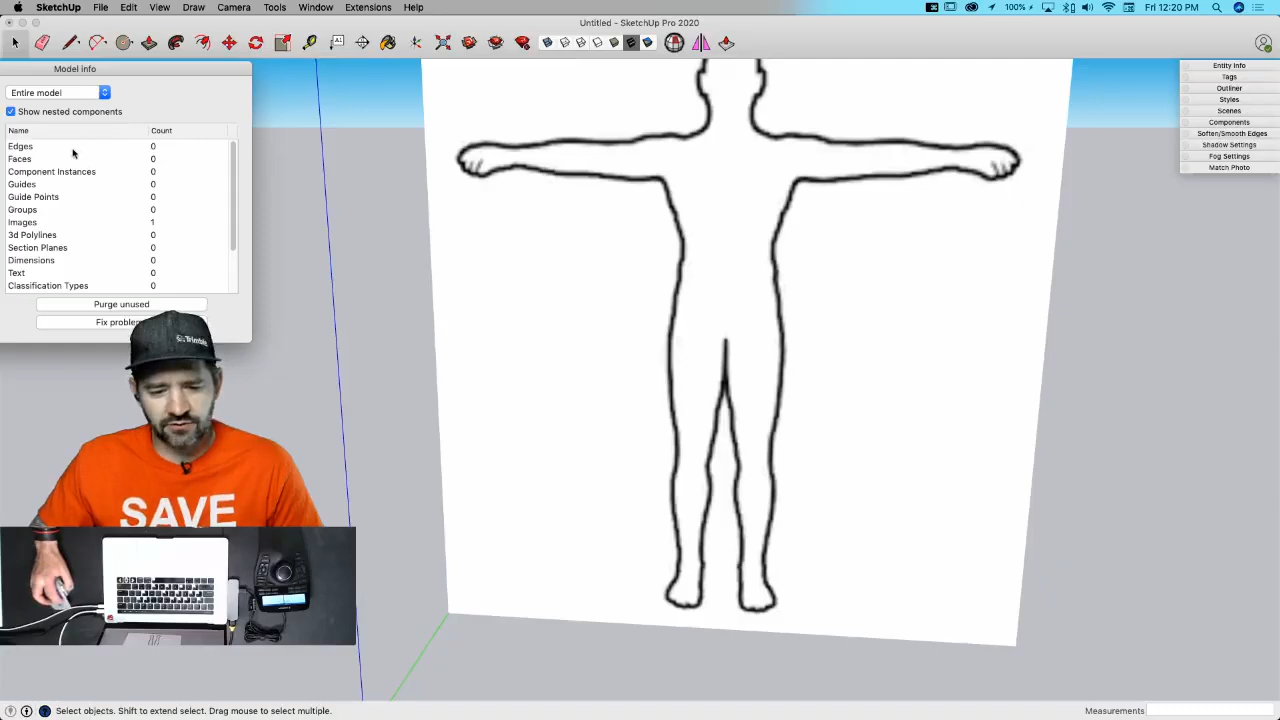 SketchUp File Edit View Draw Camera Tools Window Extensions Help 100% Fri 12:20 PM
Untitled - SketchUp Pro 2020
Model info
Entire model
Show nested components
Name Count
Edges 0
Faces 0
Component Instances 0
Guides 0
Guide Points 0
Groups 0
Images 1
3d Polylines 0
Section Planes 0
Dimensions 0
Text 0
Classification Types 0
Purge unused
Fix problem
Entity Info
Tags
Outliner
Styles
Scenes
Components
Soften/Smooth Edges
Shadow Settings
Fog Settings
Match Photo
Trimble
SAVE
Select objects. Shift to extend select. Drag mouse to select multiple.
Measurements